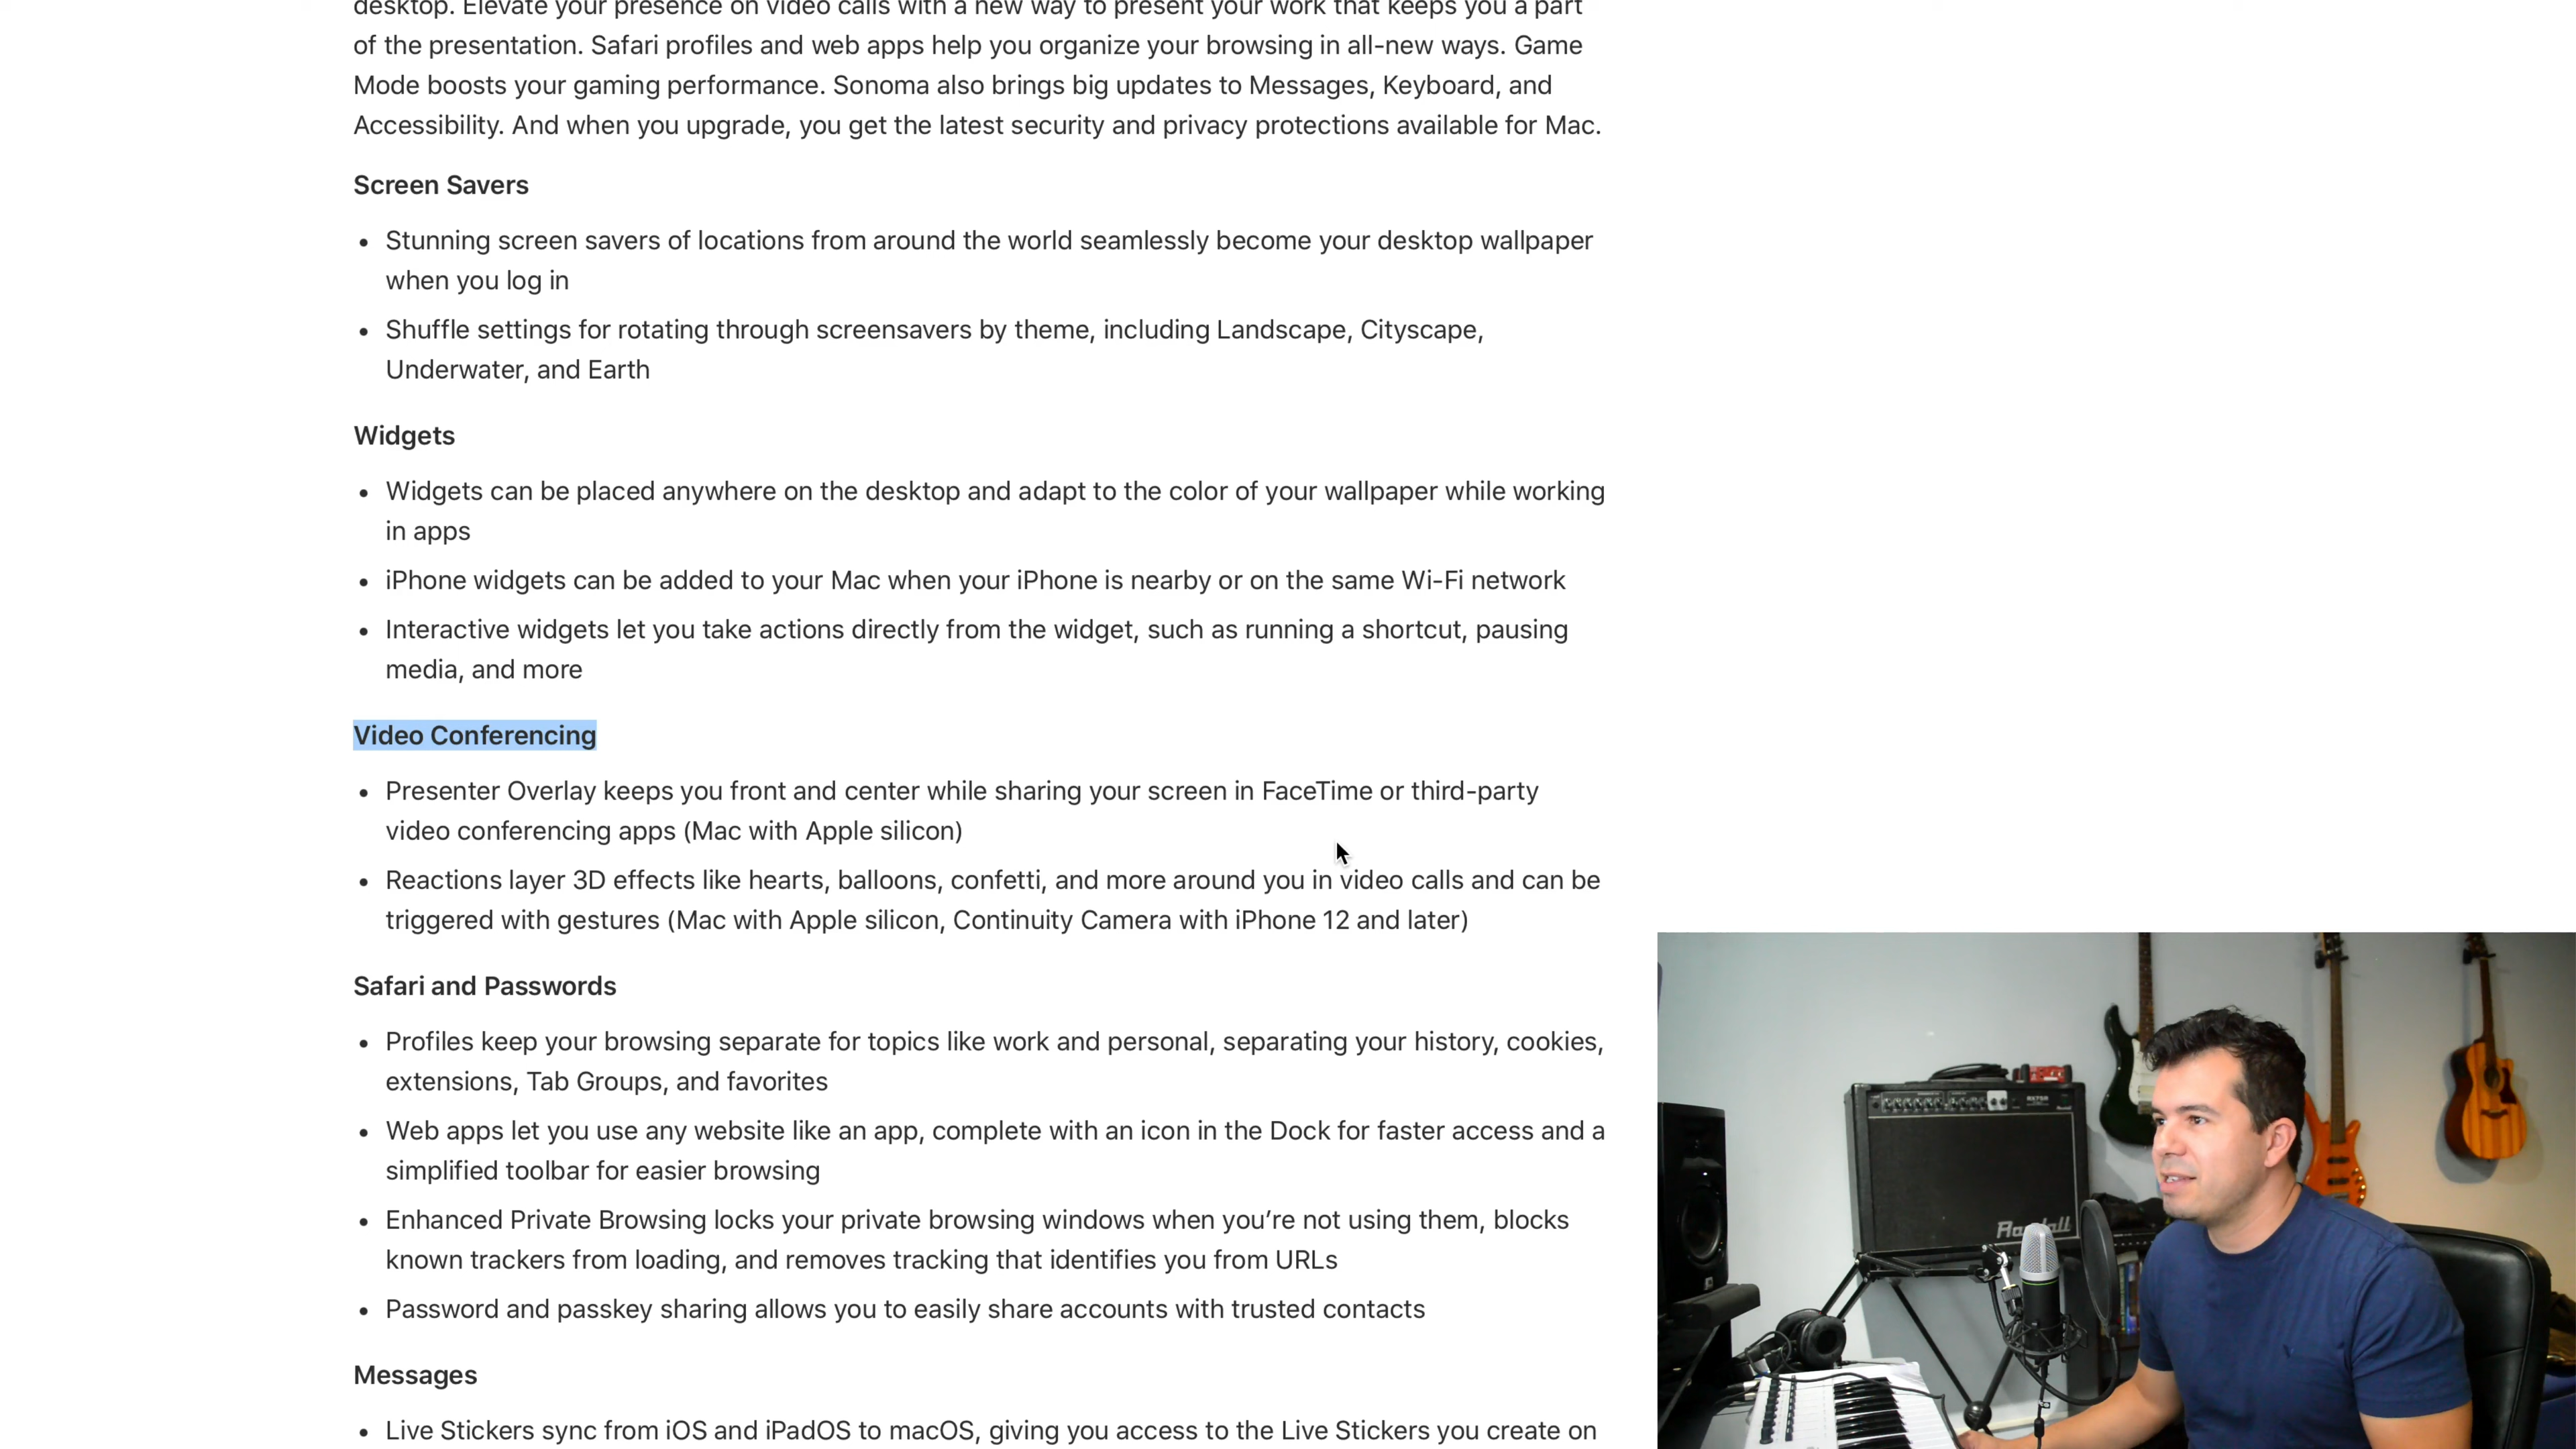 desktop. Elevate your presence on video calls with a new way to present your work that keeps you a part
of the presentation. Safari profiles and web apps help you organize your browsing in all-new ways. Game
Mode boosts your gaming performance. Sonoma also brings big updates to Messages, Keyboard, and
Accessibility. And when you upgrade, you get the latest security and privacy protections available for Mac.
Screen Savers
• Stunning screen savers of locations from around the world seamlessly become your desktop wallpaper
when you log in
• Shuffle settings for rotating through screensavers by theme, including Landscape, Cityscape,
Underwater, and Earth
Widgets
• Widgets can be placed anywhere on the desktop and adapt to the color of your wallpaper while working
in apps
• iPhone widgets can be added to your Mac when your iPhone is nearby or on the same Wi-Fi network
• Interactive widgets let you take actions directly from the widget, such as running a shortcut, pausing
media, and more
Video Conferencing
• Presenter Overlay keeps you front and center while sharing your screen in FaceTime or third-party
video conferencing apps (Mac with Apple silicon)
• Reactions layer 3D effects like hearts, balloons, confetti, and more around you in video calls and can be
triggered with gestures (Mac with Apple silicon, Continuity Camera with iPhone 12 and later)
Safari and Passwords
• Profiles keep your browsing separate for topics like work and personal, separating your history, cookies,
extensions, Tab Groups, and favorites
• Web apps let you use any website like an app, complete with an icon in the Dock for faster access and a
simplified toolbar for easier browsing
• Enhanced Private Browsing locks your private browsing windows when you’re not using them, blocks
known trackers from loading, and removes tracking that identifies you from URLs
• Password and passkey sharing allows you to easily share accounts with trusted contacts
Messages
• Live Stickers sync from iOS and iPadOS to macOS, giving you access to the Live Stickers you create on
Randall